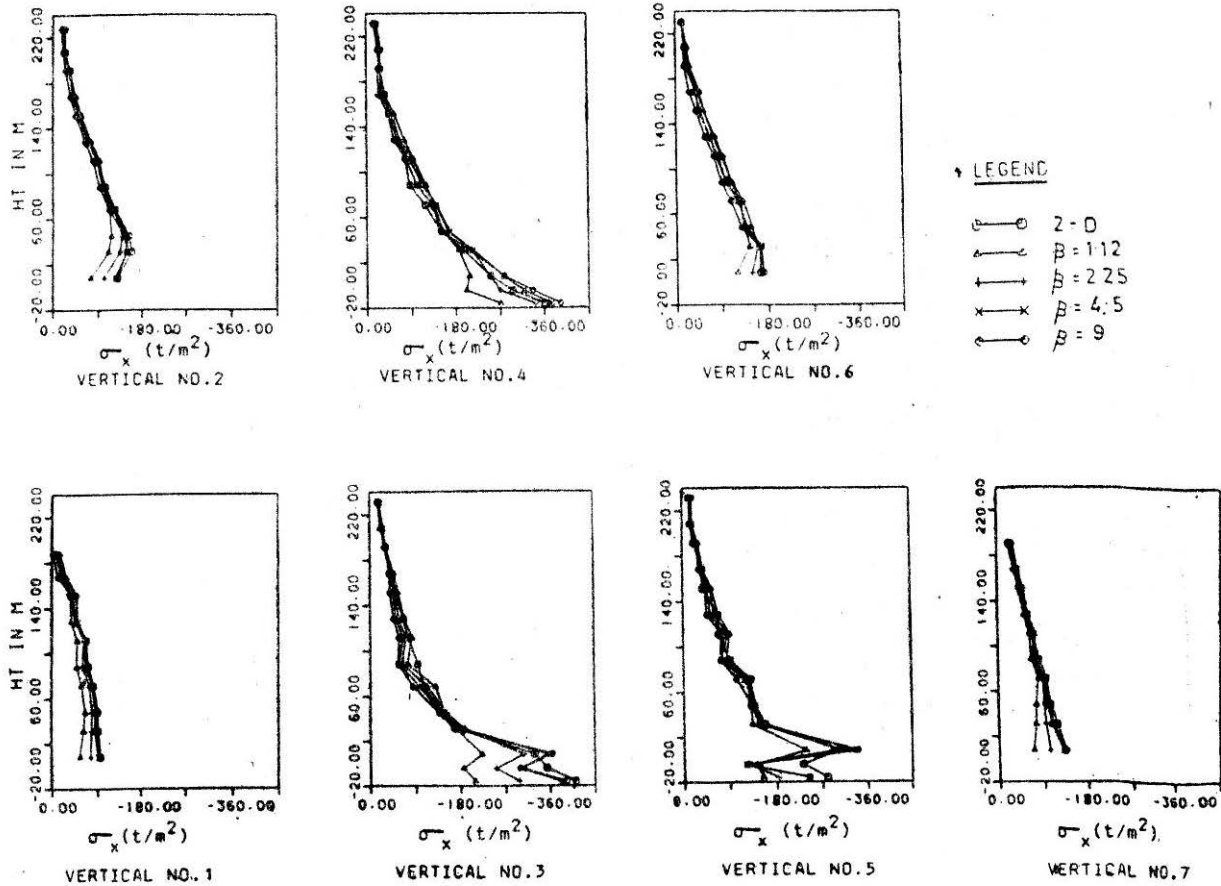 HT IN M
220.00
140.00
60.00
-20.00
0.00 -180.00 -360.00
σx (t/m²)
VERTICAL NO.2
220.00
140.00
60.00
-20.00
0.00 -180.00 -360.00
σx (t/m²)
VERTICAL NO.4
220.00
140.00
60.00
-20.00
0.00 -180.00 -360.00
σx (t/m²)
VERTICAL NO.6
LEGEND
2-D
β=1.12
β=2.25
β=4.5
β=9
HT IN M
220.00
140.00
60.00
-20.00
0.00 -180.00 -360.00
σx (t/m²)
VERTICAL NO.1
220.00
140.00
60.00
-20.00
0.00 -180.00 -360.00
σx (t/m²)
VERTICAL NO.3
220.00
140.00
60.00
-20.00
0.00 -180.00 -360.00
σx (t/m²)
VERTICAL NO.5
220.00
140.00
60.00
-20.00
0.00 -180.00 -360.00
σx (t/m²)
VERTICAL NO.7